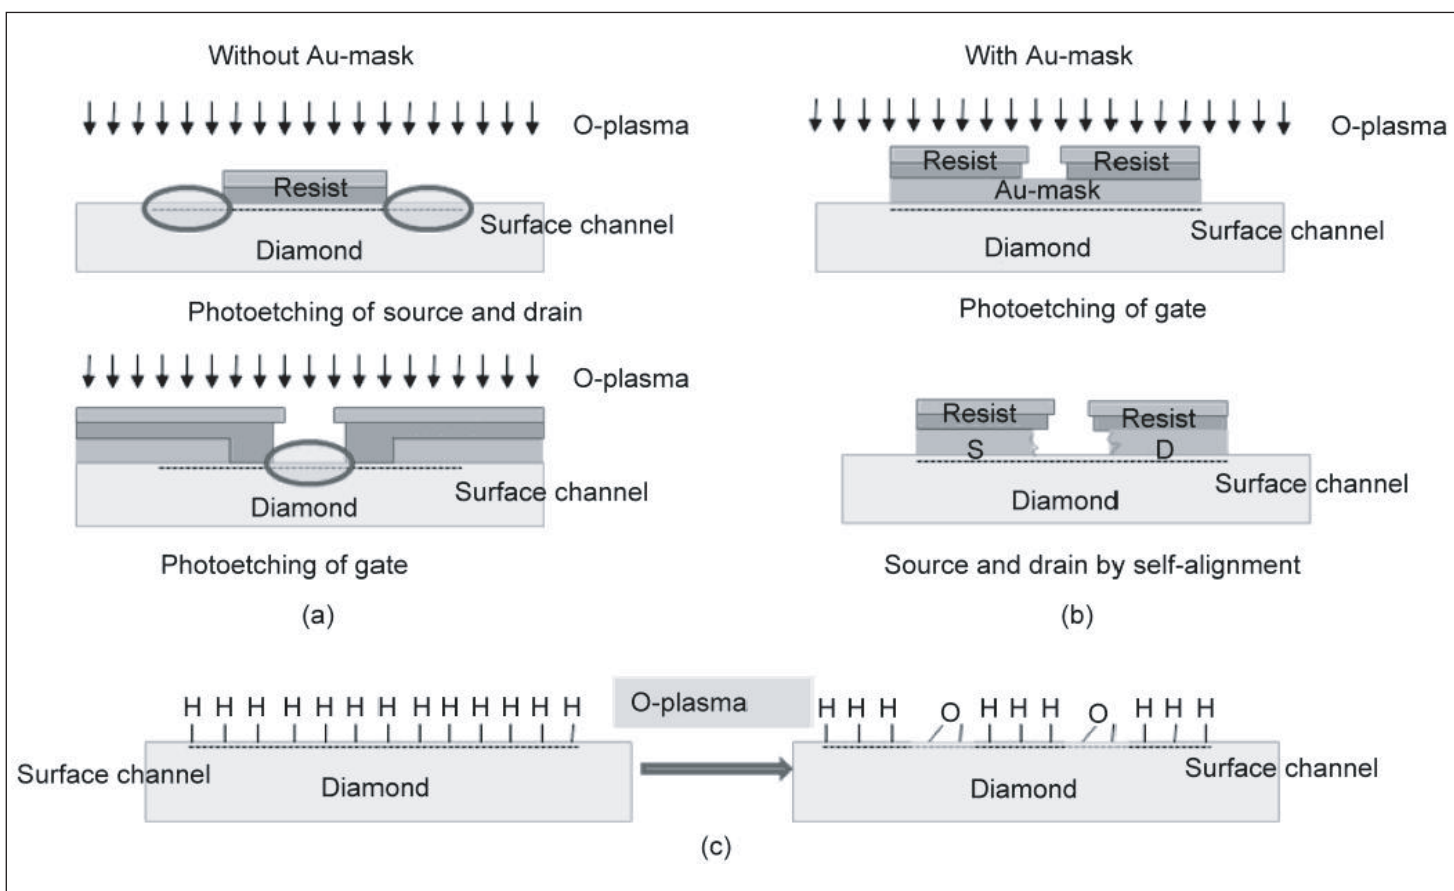 Without Au-mask
O-plasma
Resist
Surface channel
Diamond
Photoetching of source and drain
O-plasma
Surface channel
Diamond
Photoetching of gate
(a)
With Au-mask
O-plasma
Resist Resist
Au-mask
Surface channel
Diamond
Photoetching of gate
Resist Resist
S D
Surface channel
Diamond
Source and drain by self-alignment
(b)
H H H H H H H H H H H H
Surface channel
Diamond
O-plasma
H H H O H H H O H H H
Surface channel
Diamond
(c)